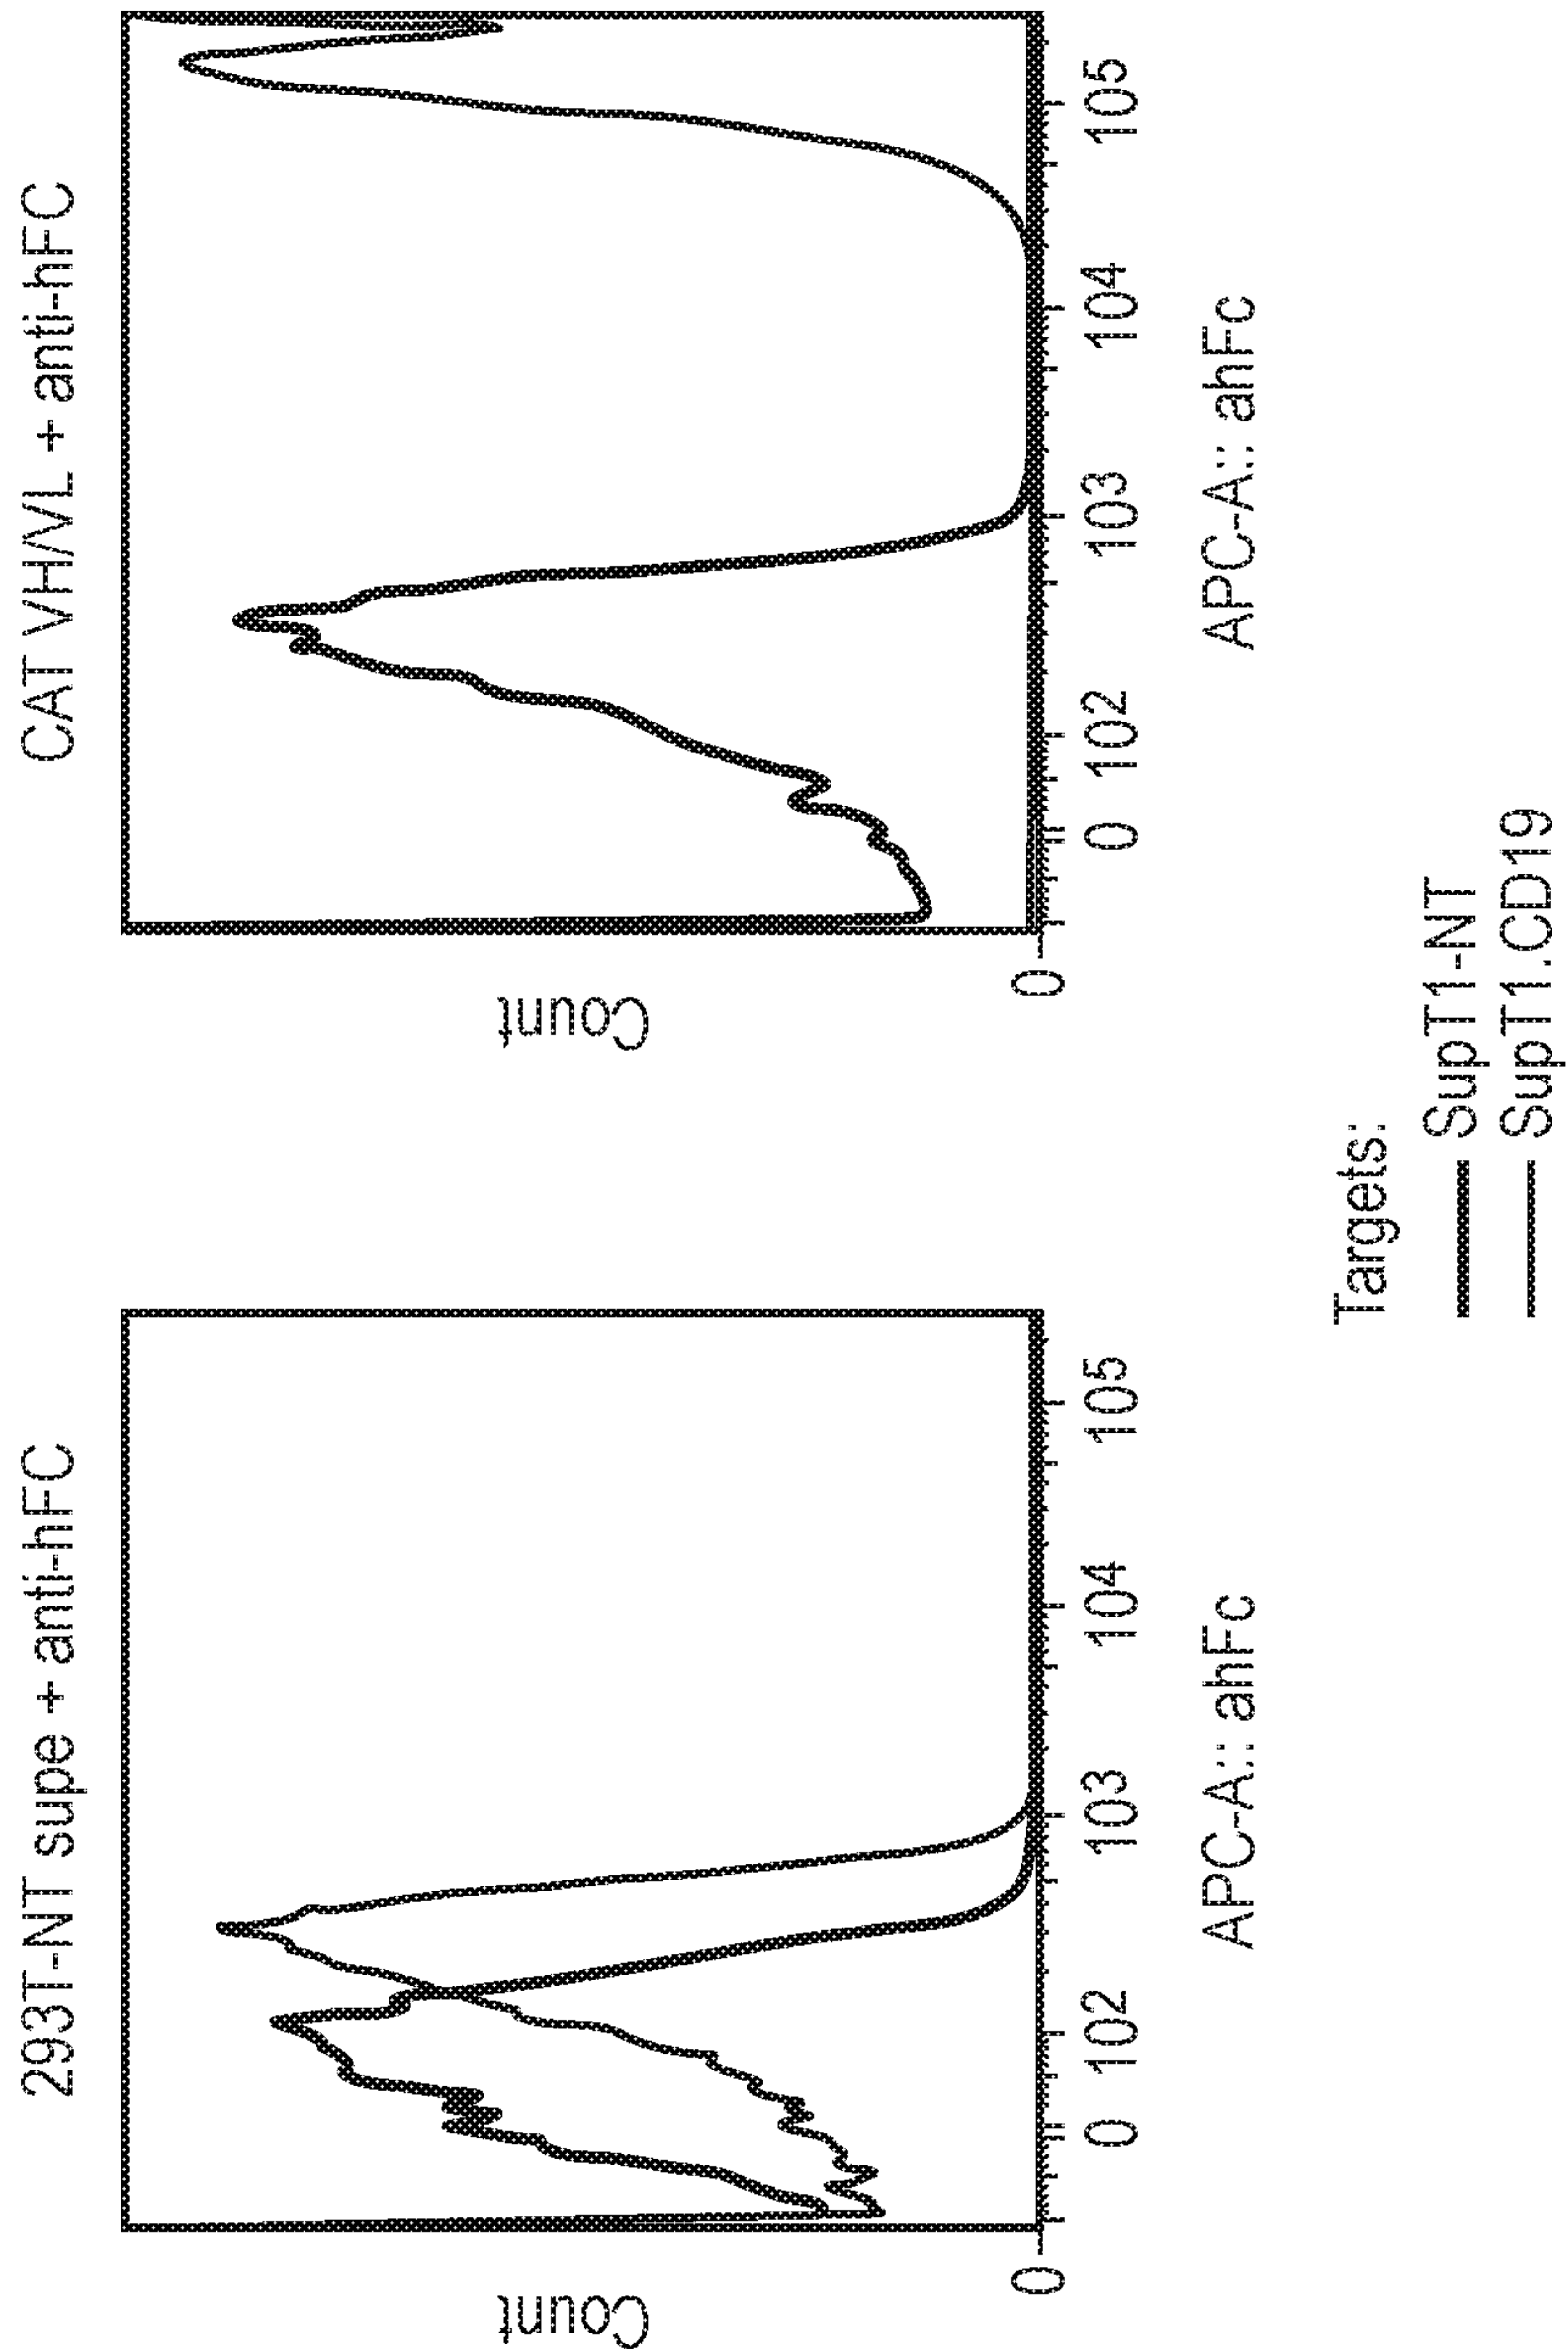 293T-NT supe + anti-hFC
Count
0
0 102 103 104 105
APC-A:: ahFc
CAT VH/VL + anti-hFC
Count
0
0 102 103 104 105
APC-A:: ahFc
Targets:
SupT1-NT
SupT1.CD19